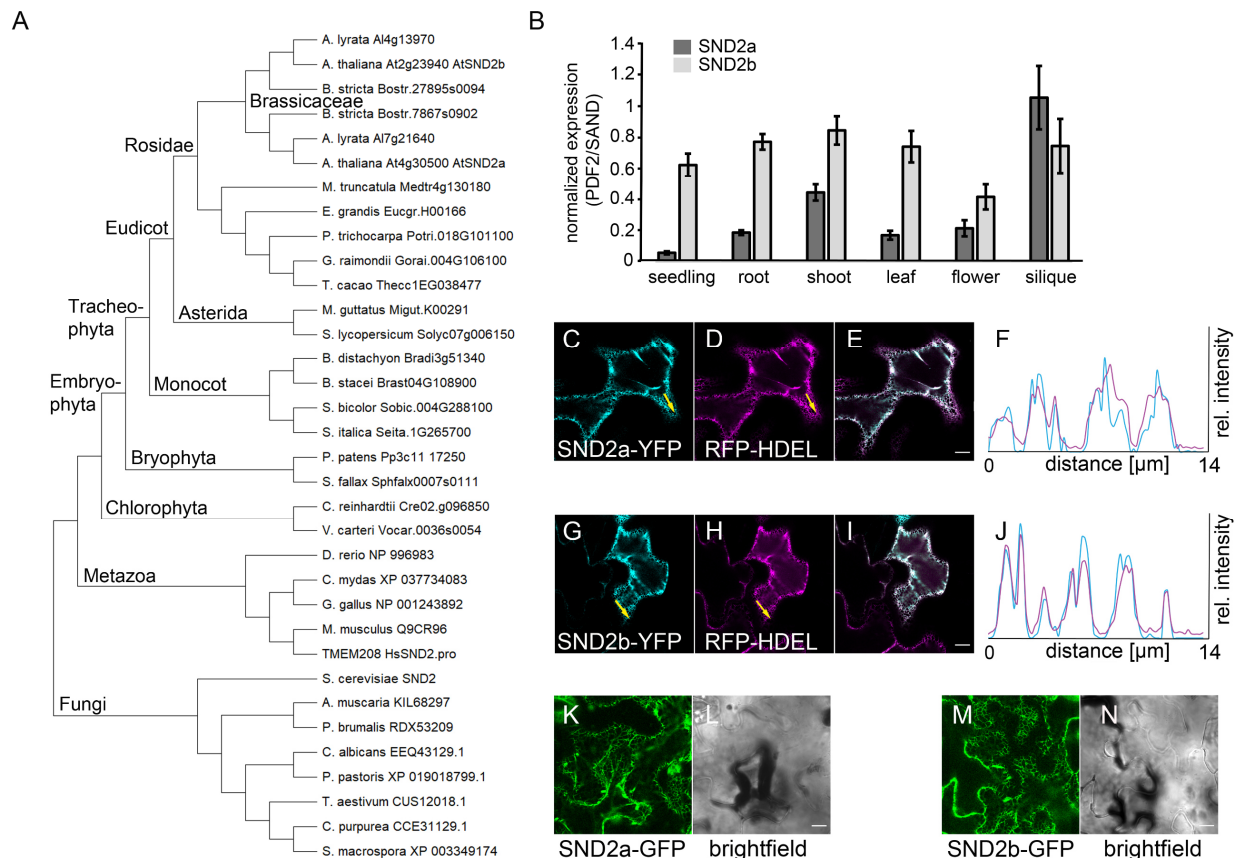 A
A. lyrata Al4g13970
A. thaliana At2g23940 AtSND2b
B. stricta Bostr.27895s0094
Brassicaceae
B. stricta Bostr.7867s0902
A. lyrata Al7g21640
Rosidae
A. thaliana At4g30500 AtSND2a
M. truncatula Medtr4g130180
E. grandis Eucgr.H00166
Eudicot
P. trichocarpa Potri.018G101100
G. raimondii Gorai.004G106100
T. cacao Thecc1EG038477
Tracheo-
phyta
Asterida
M. guttatus Migut.K00291
S. lycopersicum Solyc07g006150
B. distachyon Bradi3g51340
Embryo-
phyta
Monocot
B. stacei Brast04G108900
S. bicolor Sobic.004G288100
S. italica Seita.1G265700
Bryophyta
P. patens Pp3c11 17250
S. fallax Sphfalx0007s0111
Chlorophyta
C. reinhardtii Cre02.g096850
V. carteri Vocar.0036s0054
D. rerio NP 996983
Metazoa
C. mydas XP 037734083
G. gallus NP 001243892
M. musculus Q9CR96
TMEM208 HsSND2.pro
Fungi
S. cerevisiae SND2
A. muscaria KIL68297
P. brumalis RDX53209
C. albicans EEQ43129.1
P. pastoris XP 019018799.1
T. aestivum CUS12018.1
C. purpurea CCE31129.1
S. macrospora XP 003349174
B
normalized expression
(PDF2/SAND)
1.4
1.2
1
0.8
0.6
0.4
0.2
0
SND2a
SND2b
seedling root shoot leaf flower silique
C
SND2a-YFP
D
RFP-HDEL
E
F
rel. intensity
0 distance [µm] 14
G
SND2b-YFP
H
RFP-HDEL
I
J
rel. intensity
0 distance [µm] 14
K
L
SND2a-GFP brightfield
M
N
SND2b-GFP brightfield